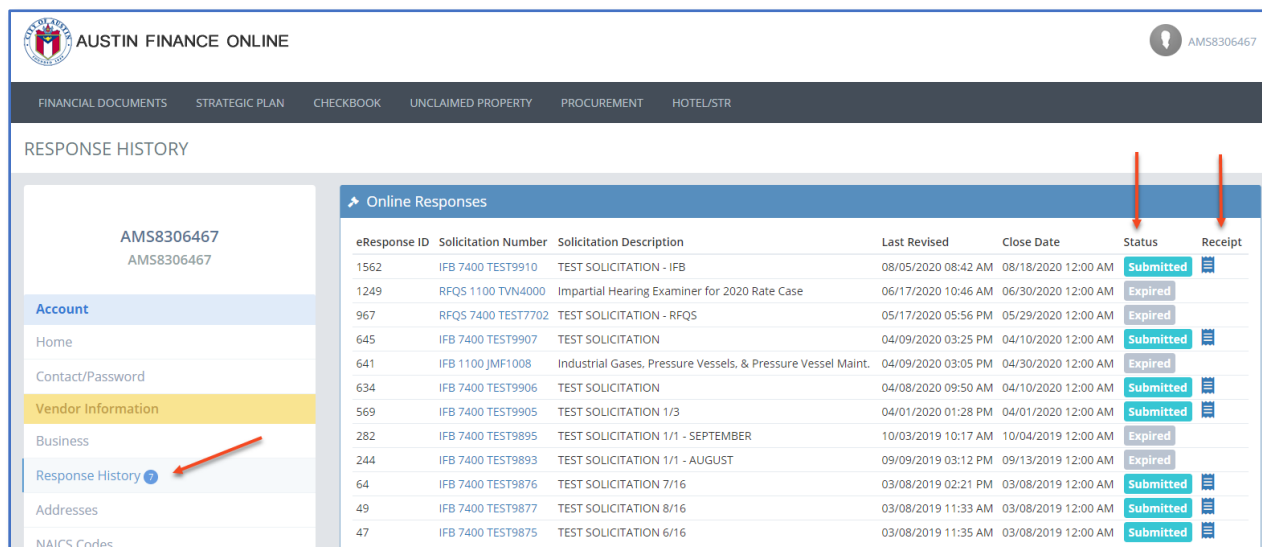 AUSTIN FINANCE ONLINE
AMS8306467
FINANCIAL DOCUMENTS STRATEGIC PLAN CHECKBOOK UNCLAIMED PROPERTY PROCUREMENT HOTEL/STR
RESPONSE HISTORY
AMS8306467
AMS8306467
Account
Home
Contact/Password
Vendor Information
Business
Response History 7
Addresses
NAICS Codes
Online Responses
eResponse ID Solicitation Number Solicitation Description Last Revised Close Date Status Receipt
1562 IFB 7400 TEST9910 TEST SOLICITATION - IFB 08/05/2020 08:42 AM 08/18/2020 12:00 AM Submitted
1249 RFQS 1100 TVN4000 Impartial Hearing Examiner for 2020 Rate Case 06/17/2020 10:46 AM 06/30/2020 12:00 AM Expired
967 RFQS 7400 TEST7702 TEST SOLICITATION - RFQS 05/17/2020 05:56 PM 05/29/2020 12:00 AM Expired
645 IFB 7400 TEST9907 TEST SOLICITATION 04/09/2020 03:25 PM 04/10/2020 12:00 AM Submitted
641 IFB 1100 JMF1008 Industrial Gases, Pressure Vessels, & Pressure Vessel Maint. 04/09/2020 03:05 PM 04/30/2020 12:00 AM Expired
634 IFB 7400 TEST9906 TEST SOLICITATION 04/08/2020 09:50 AM 04/10/2020 12:00 AM Submitted
569 IFB 7400 TEST9905 TEST SOLICITATION 1/3 04/01/2020 01:28 PM 04/01/2020 12:00 AM Submitted
282 IFB 7400 TEST9895 TEST SOLICITATION 1/1 - SEPTEMBER 10/03/2019 10:17 AM 10/04/2019 12:00 AM Expired
244 IFB 7400 TEST9893 TEST SOLICITATION 1/1 - AUGUST 09/09/2019 03:12 PM 09/13/2019 12:00 AM Expired
64 IFB 7400 TEST9876 TEST SOLICITATION 7/16 03/08/2019 02:21 PM 03/08/2019 12:00 AM Submitted
49 IFB 7400 TEST9877 TEST SOLICITATION 8/16 03/08/2019 11:33 AM 03/08/2019 12:00 AM Submitted
47 IFB 7400 TEST9875 TEST SOLICITATION 6/16 03/08/2019 11:35 AM 03/08/2019 12:00 AM Submitted